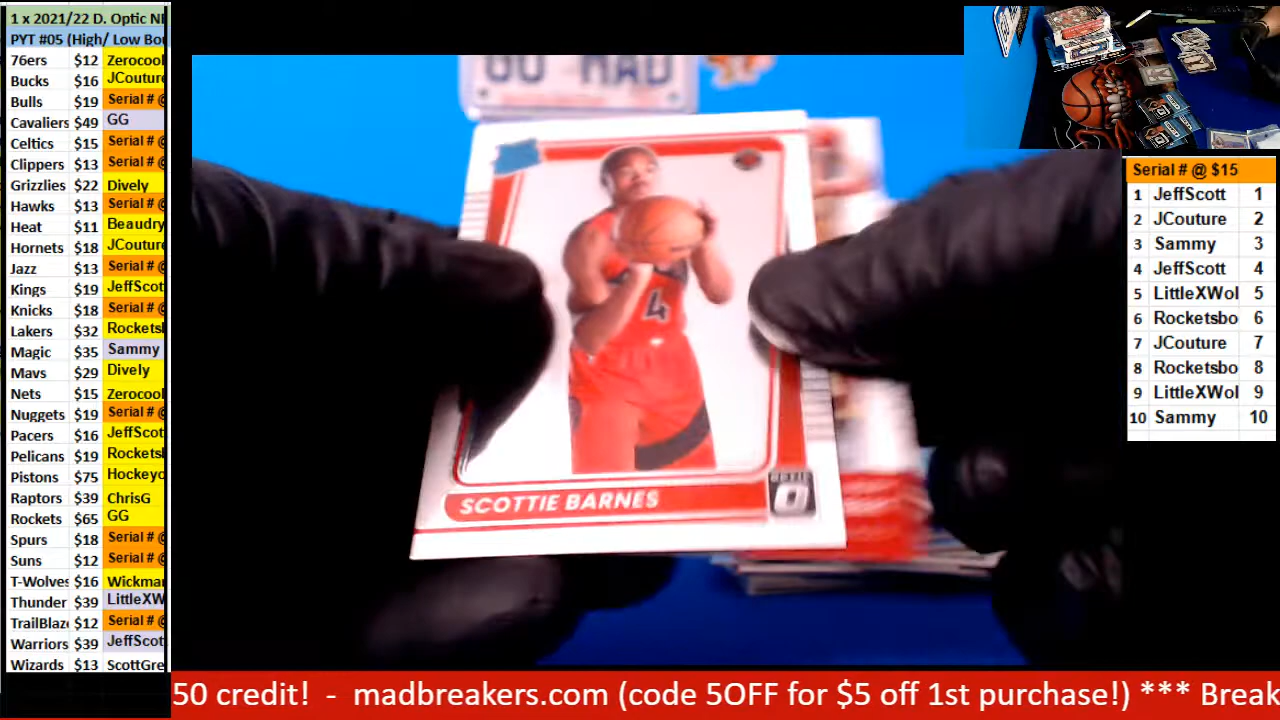 1 x 2021/22 D. Optic
PYT #05 (High/ Low
76ers $12 Zerocool
Bucks $16 JCouture
Bulls $19 Serial #
Cavaliers $49 GG
Celtics $15 Serial #
Clippers $13 Serial #
Grizzlies $22 Dively
Hawks $13 Serial #
Heat $11 Beaudry
Hornets $18 JCouture
Jazz $13 Serial #
Kings $19 JeffScot
Knicks $18 Serial #
Lakers $32 Rockets
Magic $35 Sammy
Mavs $29 Dively
Nets $15 Zerocool
Nuggets $19 Serial #
Pacers $16 JeffScot
Pelicans $19 Rockets
Pistons $75 Hockeyo
Raptors $39 ChrisG
Rockets $65 GG
Spurs $18 Serial #
Suns $12 Serial #
T-Wolves $16 Wickma
Thunder $39 LittleXW
TrailBlaz $12 Serial #
Warriors $39 JeffScot
Wizards $13 ScottGre
GO MAD
4
SCOTTIE BARNES
OPTIC
Serial # @ $15
1 JeffScott 1
2 JCouture 2
3 Sammy 3
4 JeffScott 4
5 LittleXWol 5
6 Rocketsbo 6
7 JCouture 7
8 Rocketsbo 8
9 LittleXWol 9
10 Sammy 10
50 credit! - madbreakers.com (code 5OFF for $5 off 1st purchase!) *** Break